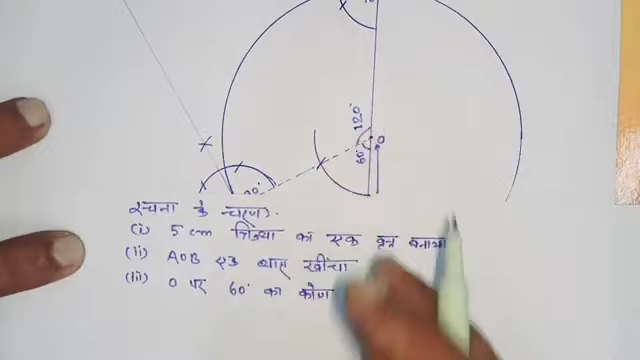 120°
O
60°
रचना के चरण:
(i) 5 cm त्रिज्या का एक वृत्त बनाया
(ii) AOB एक व्यास खींचा
(iii) O पर 60° का कोण